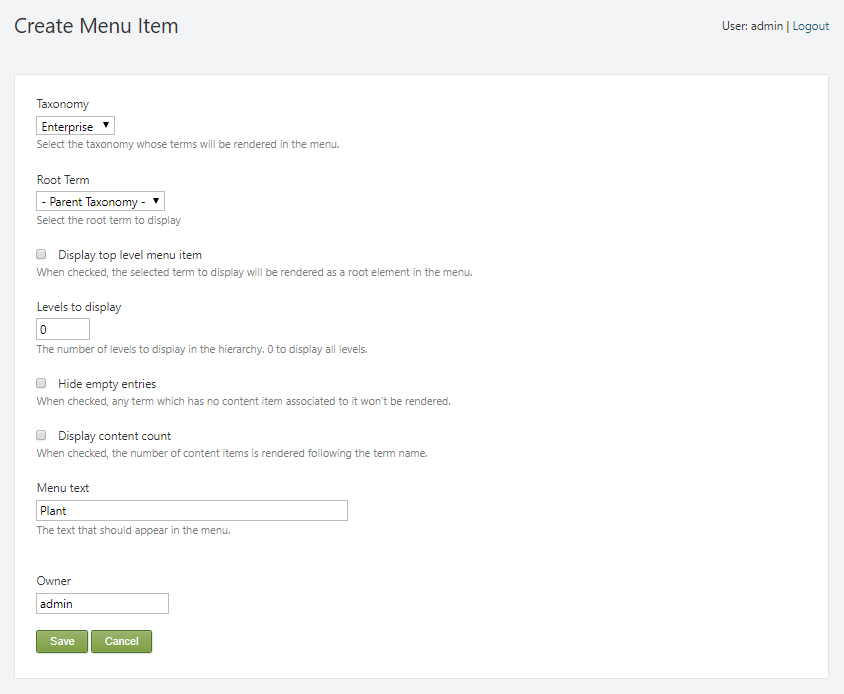 Create Menu Item
User: admin | Logout
Taxonomy
Enterprise
Select the taxonomy whose terms will be rendered in the menu.
Root Term
- Parent Taxonomy -
Select the root term to display
Display top level menu item
When checked, the selected term to display will be rendered as a root element in the menu.
Levels to display
0
The number of levels to display in the hierarchy. 0 to display all levels.
Hide empty entries
When checked, any term which has no content item associated to it won't be rendered.
Display content count
When checked, the number of content items is rendered following the term name.
Menu text
Plant
The text that should appear in the menu.
Owner
admin
Save Cancel